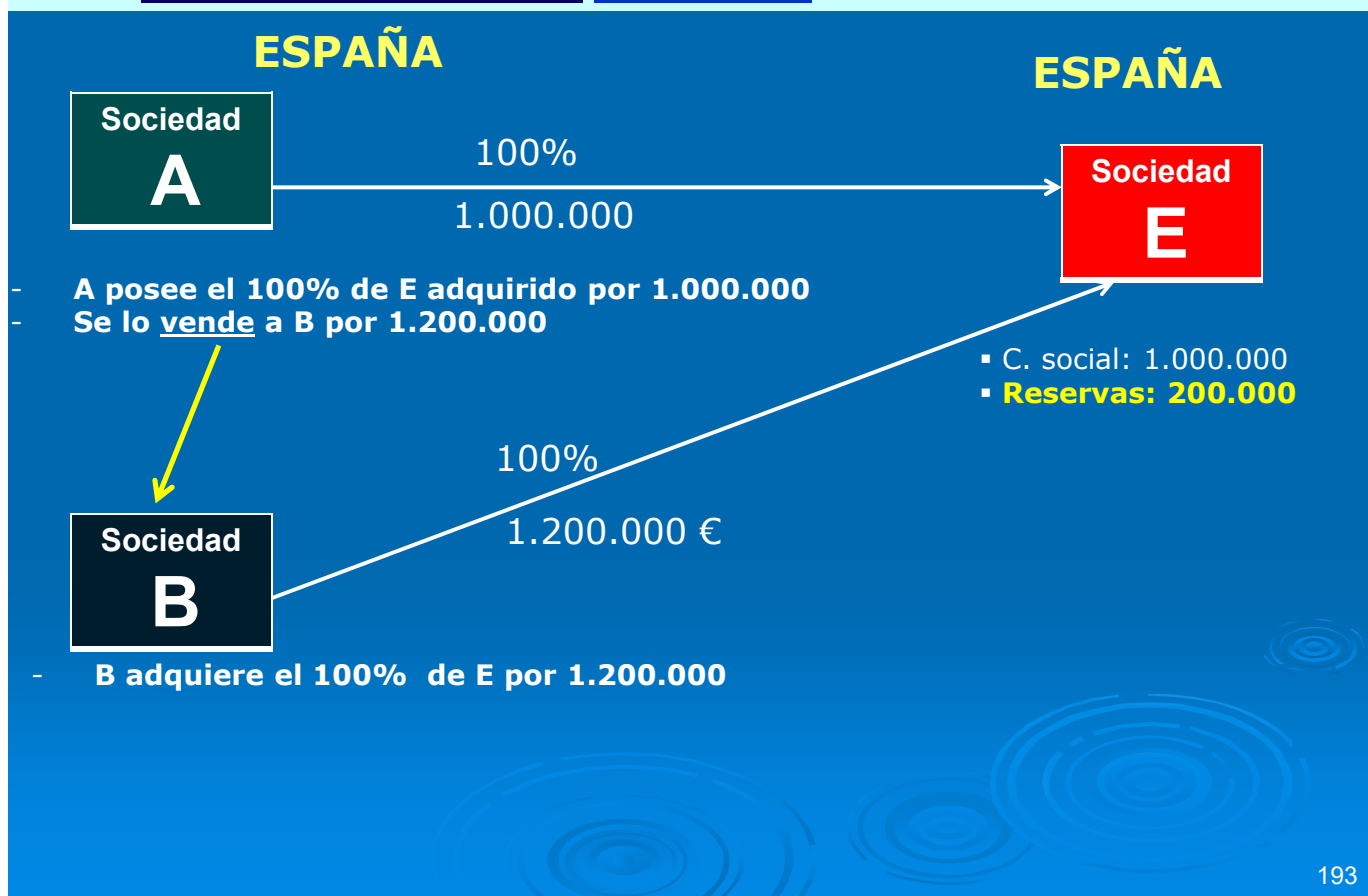 ESPAÑA
ESPAÑA
Sociedad
A
100%
1.000.000
Sociedad
E
- A posee el 100% de E adquirido por 1.000.000
- Se lo vende a B por 1.200.000
▪ C. social: 1.000.000
▪ Reservas: 200.000
100%
1.200.000 €
Sociedad
B
- B adquiere el 100% de E por 1.200.000
193